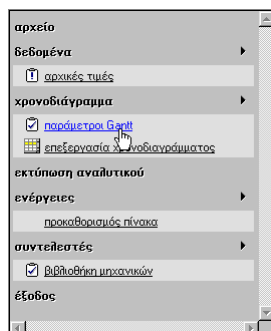 αρχείο
δεδομένα
αρχικές τιμές
χρονοδιάγραμμα
παράμετροι Gantt
επεξεργασία χρονοδιαγράμματος
εκτύπωση αναλυτικού
ενέργειες
προκαθορισμός πίνακα
συντελεστές
βιβλιοθήκη μηχανικών
έξοδος